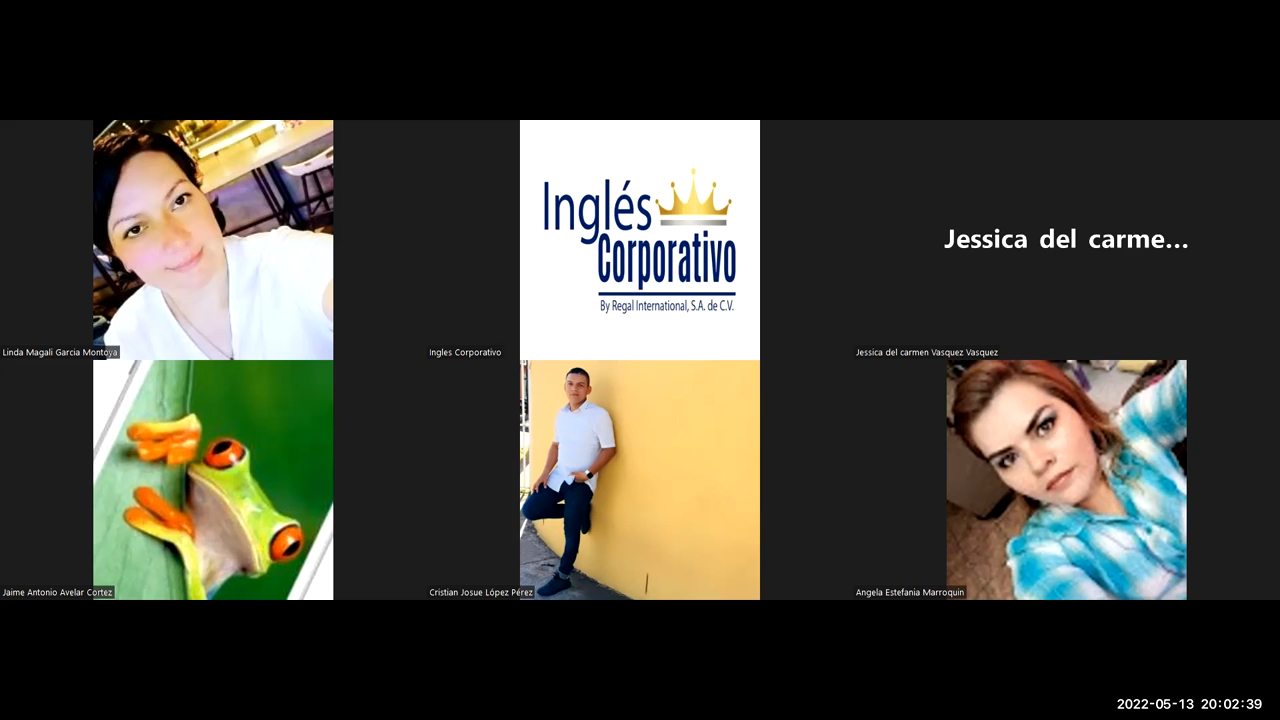 Inglés
Corporativo
By Regal International, S.A. de C.V.
Jessica del carme...
Linda Magali Garcia Montoya
Ingles Corporativo
Jessica del carmen Vasquez Vasquez
Jaime Antonio Avelar Cortez
Cristian Josue López Pérez
Angela Estefania Marroquin
2022-05-13 20:02:39